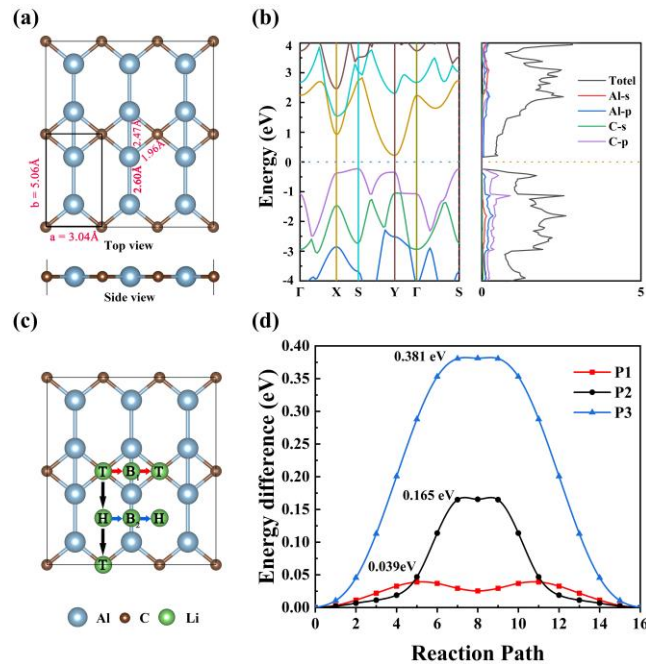 (a)
2.47Å
1.96Å
2.60Å
b = 5.06Å
a = 3.04Å
Top view
Side view
(b)
Energy (eV)
4
3
2
1
0
-1
-2
-3
-4
Γ X S Y Γ S
Totel
Al-s
Al-p
C-s
C-p
0 5
(c)
T B1 T
H B2 H
T
Al C Li
(d)
Energy difference (eV)
0.40
0.35
0.30
0.25
0.20
0.15
0.10
0.05
0.00
0.381 eV
0.165 eV
0.039eV
P1
P2
P3
0 2 4 6 8 10 12 14 16
Reaction Path